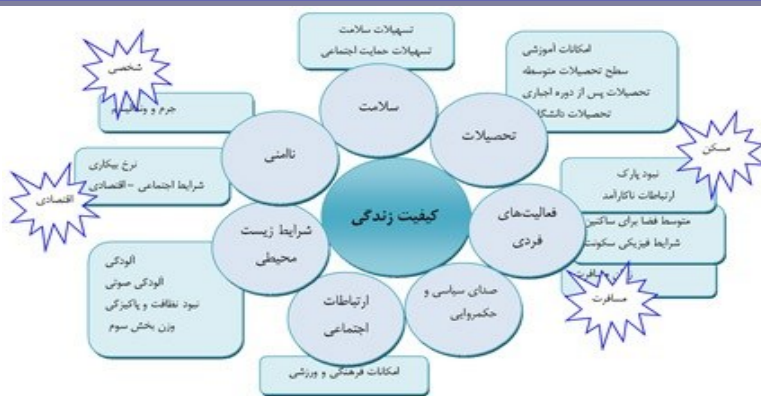 تسهیلات سلامت
تسهیلات حمایت اجتماعی
شخصی
جرم و
سلامت
امکانات آموزشی
سطح تحصیلات متوسطه
تحصیلات پس از دوره اجباری
تحصیلات
تحصیلات
مسکن
ناامنی
نرخ بیکاری
شرایط اجتماعی - اقتصادی
اقتصادی
نبود پارک
ارتباطات ناکارآمد
کیفیت زندگی
فعالیت‌های
فردی
متوسط فضا برای ساکنین
شرایط فیزیکی سکونت
شرایط زیست
محیطی
مسافرت
آلودگی
آلودگی صوتی
نبود نظافت و پاکیزگی
وزن بخش سوم
صدای سیاسی و
حکمروایی
ارتباطات
اجتماعی
امکانات فرهنگی و ورزشی